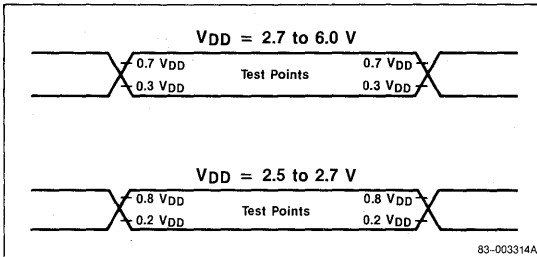 VDD = 2.7 to 6.0 V
0.7 VDD
0.7 VDD
Test Points
0.3 VDD
0.3 VDD
VDD = 2.5 to 2.7 V
0.8 VDD
0.8 VDD
Test Points
0.2 VDD
0.2 VDD
83-003314A